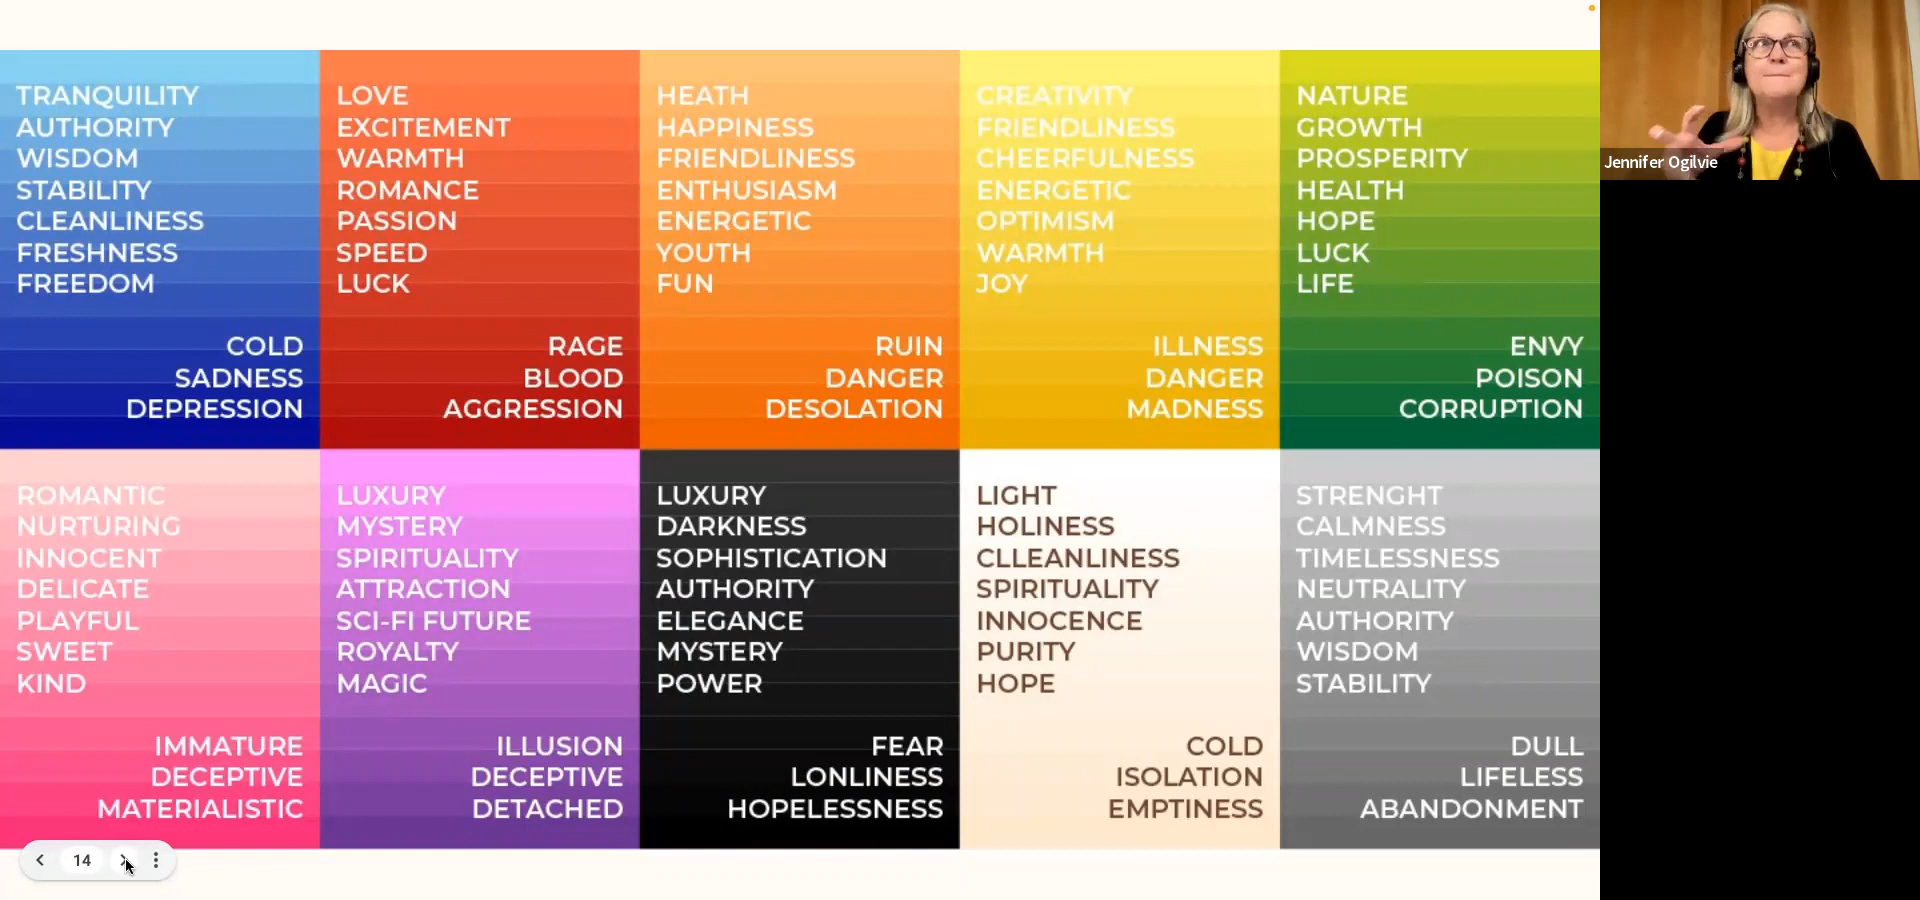 TRANQUILITY
AUTHORITY
WISDOM
STABILITY
CLEANLINESS
FRESHNESS
FREEDOM
COLD
SADNESS
DEPRESSION
LOVE
EXCITEMENT
WARMTH
ROMANCE
PASSION
SPEED
LUCK
RAGE
BLOOD
AGGRESSION
HEATH
HAPPINESS
FRIENDLINESS
ENTHUSIASM
ENERGETIC
YOUTH
FUN
RUIN
DANGER
DESOLATION
CREATIVITY
FRIENDLINESS
CHEERFULNESS
ENERGETIC
OPTIMISM
WARMTH
JOY
ILLNESS
DANGER
MADNESS
NATURE
GROWTH
PROSPERITY
HEALTH
HOPE
LUCK
LIFE
ENVY
POISON
CORRUPTION
ROMANTIC
NURTURING
INNOCENT
DELICATE
PLAYFUL
SWEET
KIND
IMMATURE
DECEPTIVE
MATERIALISTIC
LUXURY
MYSTERY
SPIRITUALITY
ATTRACTION
SCI-FI FUTURE
ROYALTY
MAGIC
ILLUSION
DECEPTIVE
DETACHED
LUXURY
DARKNESS
SOPHISTICATION
AUTHORITY
ELEGANCE
MYSTERY
POWER
FEAR
LONLINESS
HOPELESSNESS
LIGHT
HOLINESS
CLLEANLINESS
SPIRITUALITY
INNOCENCE
PURITY
HOPE
COLD
ISOLATION
EMPTINESS
STRENGHT
CALMNESS
TIMELESSNESS
NEUTRALITY
AUTHORITY
WISDOM
STABILITY
DULL
LIFELESS
ABANDONMENT
14
Jennifer Ogilvie